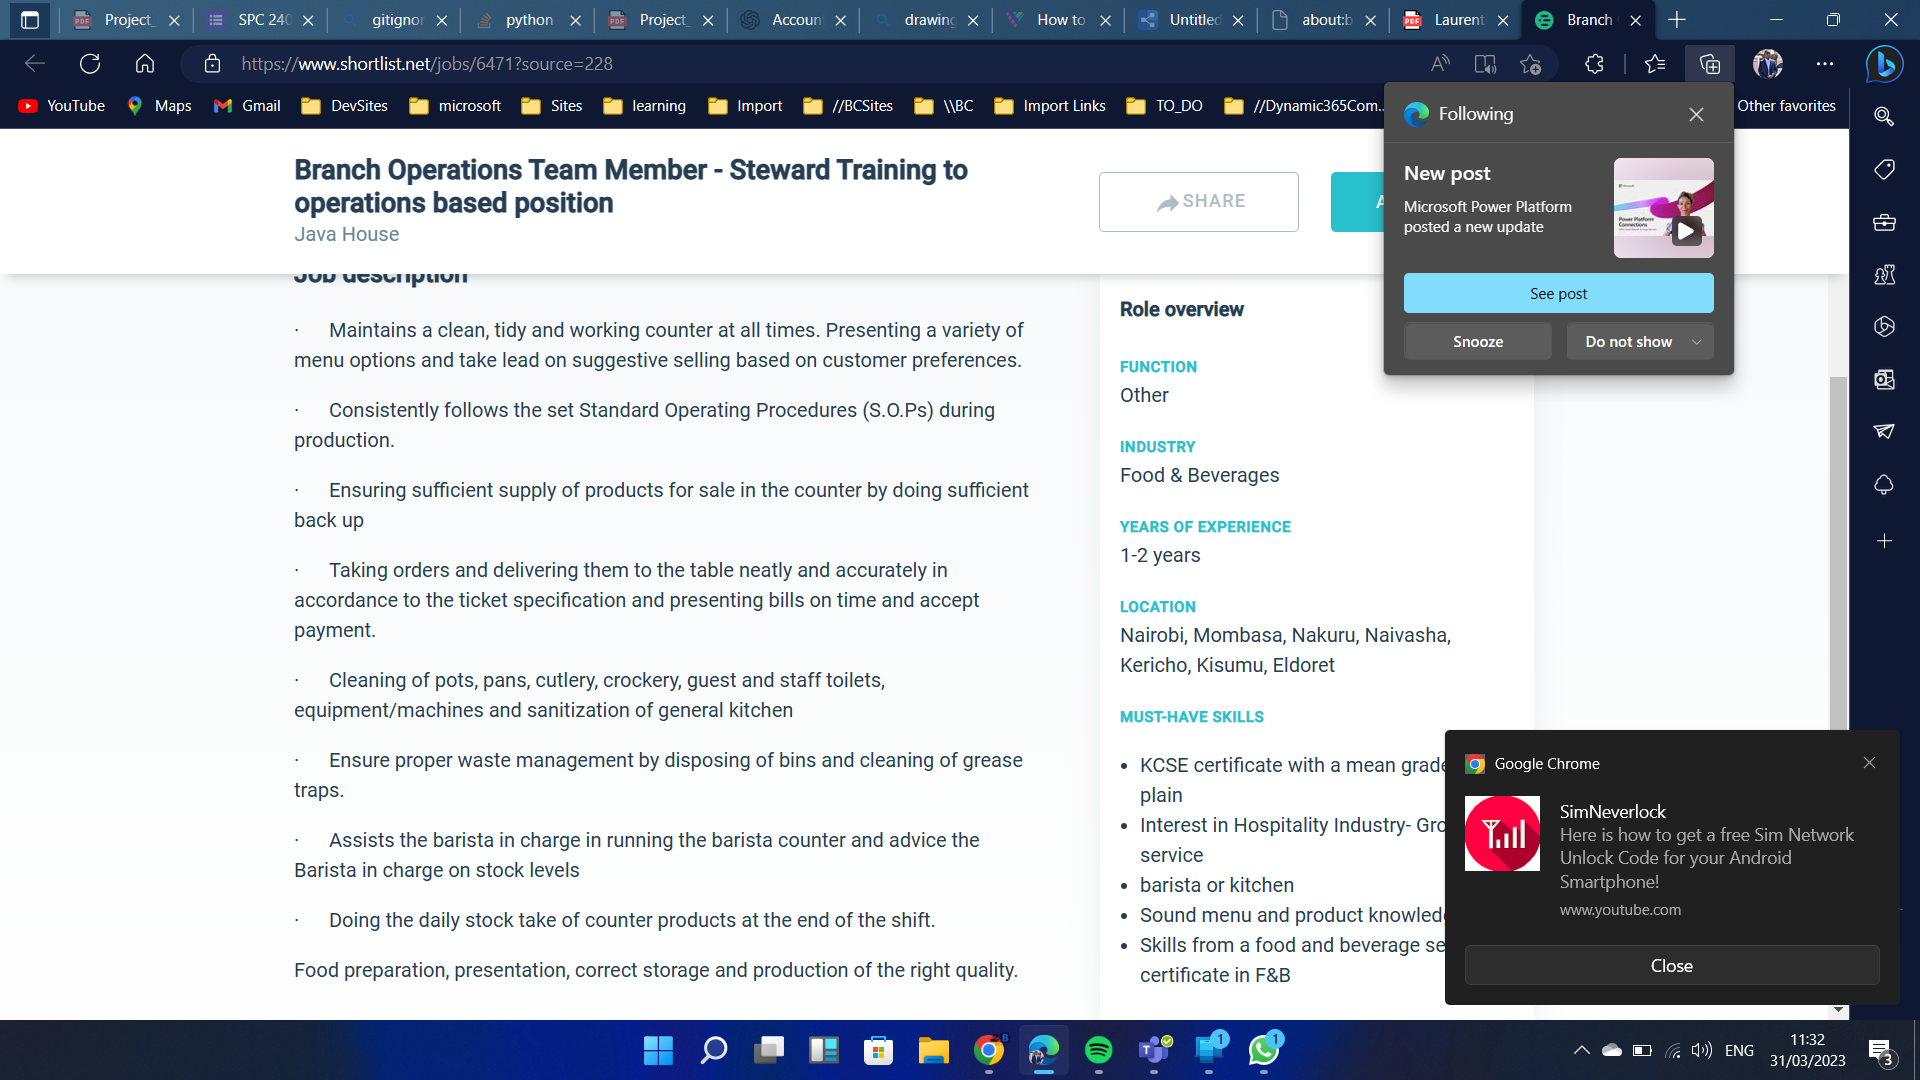 Project_
SPC 240
gitignor
python
Project_
Accoun
drawing
How to
Untitled
about:b
Laurent
Branch
https://www.shortlist.net/jobs/6471?source=228
YouTube
Maps
Gmail
DevSites
microsoft
Sites
learning
Import
//BCSites
\\BC
Import Links
TO_DO
//Dynamic365Com...
Other favorites
Following
New post
Microsoft Power Platform
posted a new update
See post
Snooze
Do not show
Branch Operations Team Member - Steward Training to
operations based position
Java House
SHARE
A
Job description
· Maintains a clean, tidy and working counter at all times. Presenting a variety of
menu options and take lead on suggestive selling based on customer preferences.
· Consistently follows the set Standard Operating Procedures (S.O.Ps) during
production.
· Ensuring sufficient supply of products for sale in the counter by doing sufficient
back up
· Taking orders and delivering them to the table neatly and accurately in
accordance to the ticket specification and presenting bills on time and accept
payment.
· Cleaning of pots, pans, cutlery, crockery, guest and staff toilets,
equipment/machines and sanitization of general kitchen
· Ensure proper waste management by disposing of bins and cleaning of grease
traps.
· Assists the barista in charge in running the barista counter and advice the
Barista in charge on stock levels
· Doing the daily stock take of counter products at the end of the shift.
Food preparation, presentation, correct storage and production of the right quality.
Role overview
FUNCTION
Other
INDUSTRY
Food & Beverages
YEARS OF EXPERIENCE
1-2 years
LOCATION
Nairobi, Mombasa, Nakuru, Naivasha,
Kericho, Kisumu, Eldoret
MUST-HAVE SKILLS
• KCSE certificate with a mean grade
plain
• Interest in Hospitality Industry- Gro
service
• barista or kitchen
• Sound menu and product knowledg
• Skills from a food and beverage se
certificate in F&B
Google Chrome
SimNeverlock
Here is how to get a free Sim Network
Unlock Code for your Android
Smartphone!
www.youtube.com
Close
ENG
11:32
31/03/2023
3